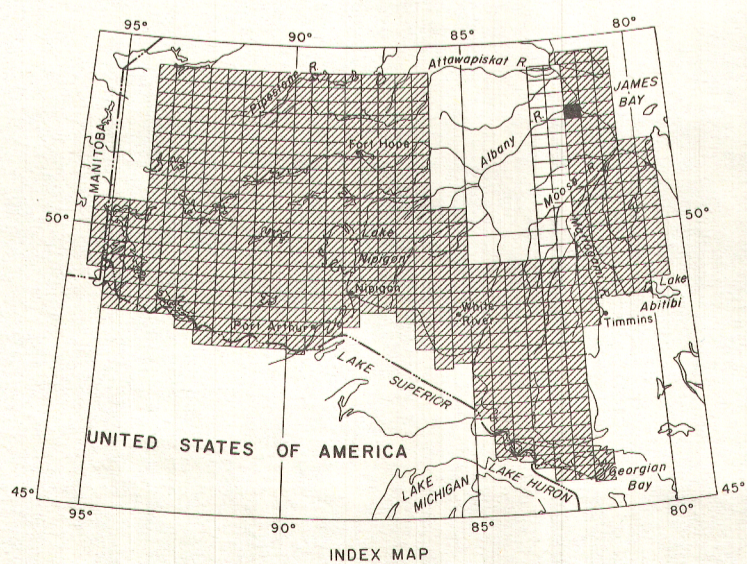 95°
90°
85°
80°
Attawapiskat R.
Pipestone R.
JAMES
BAY
MANITOBA
Fort Hope
Albany R.
Moose R.
50°
50°
Lake
Nipigon
Nipigon
Mattagami R.
Lake
Abitibi
White
River
Timmins
Port Arthur
LAKE SUPERIOR
UNITED STATES OF AMERICA
Georgian
Bay
LAKE HURON
LAKE
MICHIGAN
45°
45°
95°
90°
85°
80°
INDEX MAP